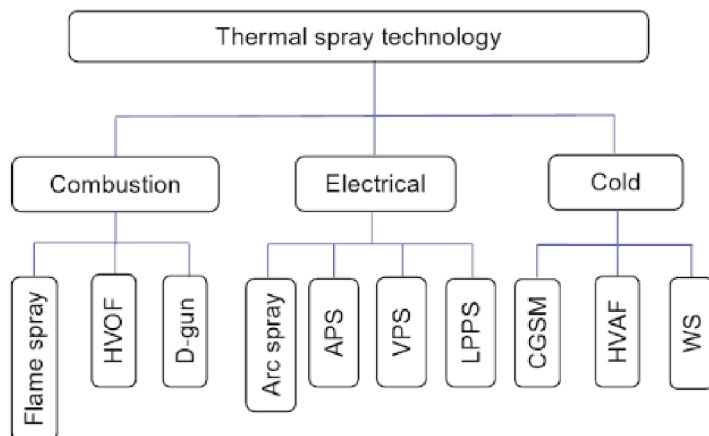 Thermal spray technology
Combustion
Electrical
Cold
Flame spray
HVOF
D-gun
Arc spray
APS
VPS
LPPS
CGSM
HVAF
WS